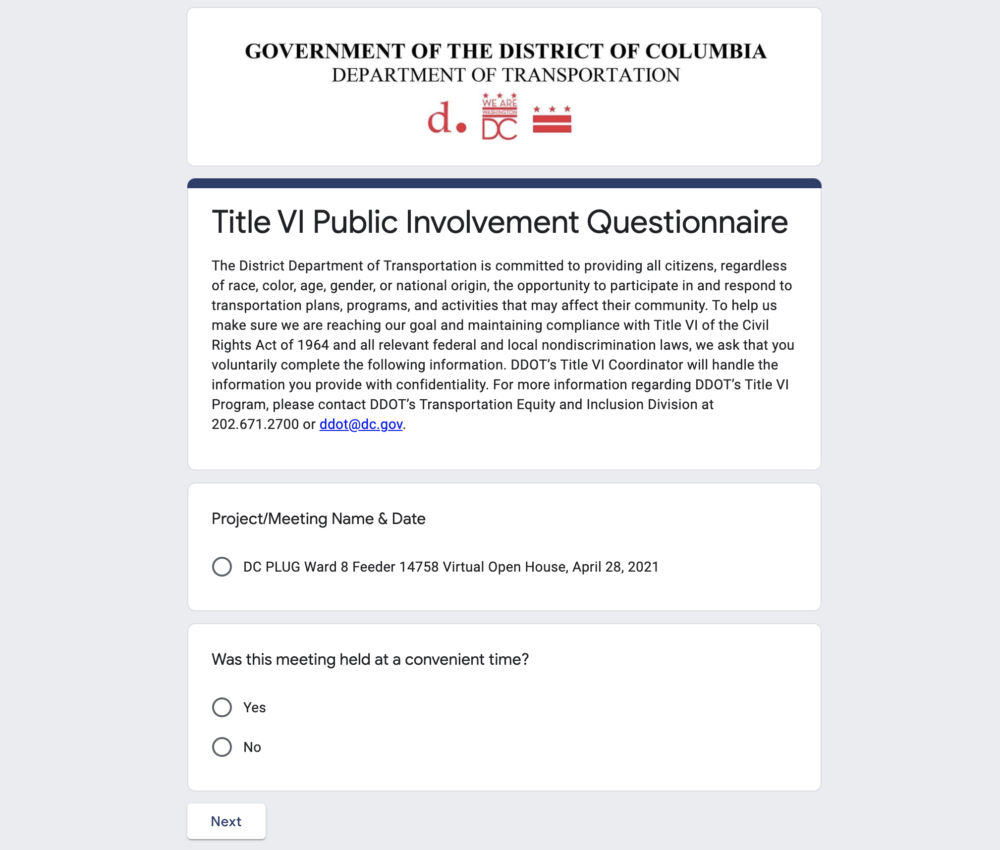 GOVERNMENT OF THE DISTRICT OF COLUMBIA
DEPARTMENT OF TRANSPORTATION
d.
WE ARE
WASHINGTON
DC
Title VI Public Involvement Questionnaire
The District Department of Transportation is committed to providing all citizens, regardless
of race, color, age, gender, or national origin, the opportunity to participate in and respond to
transportation plans, programs, and activities that may affect their community. To help us
make sure we are reaching our goal and maintaining compliance with Title VI of the Civil
Rights Act of 1964 and all relevant federal and local nondiscrimination laws, we ask that you
voluntarily complete the following information. DDOT’s Title VI Coordinator will handle the
information you provide with confidentiality. For more information regarding DDOT’s Title VI
Program, please contact DDOT’s Transportation Equity and Inclusion Division at
202.671.2700 or ddot@dc.gov.
Project/Meeting Name & Date
DC PLUG Ward 8 Feeder 14758 Virtual Open House, April 28, 2021
Was this meeting held at a convenient time?
Yes
No
Next